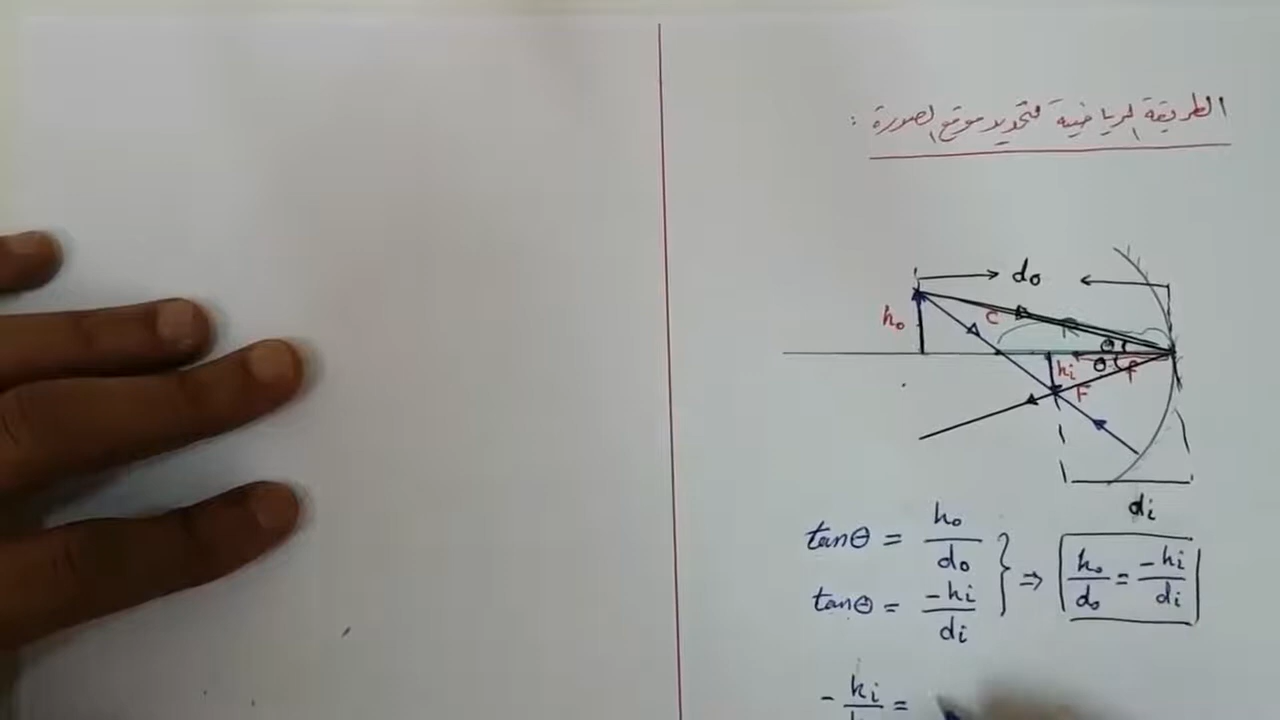 الطريقة الرياضية لتحديد موقع الصورة :
do
ho
C
θ
hi
θ
f
F
di
tanθ = ho/do
tanθ = -hi/di
} ⇒ ho/do = -hi/di
- hi/h =